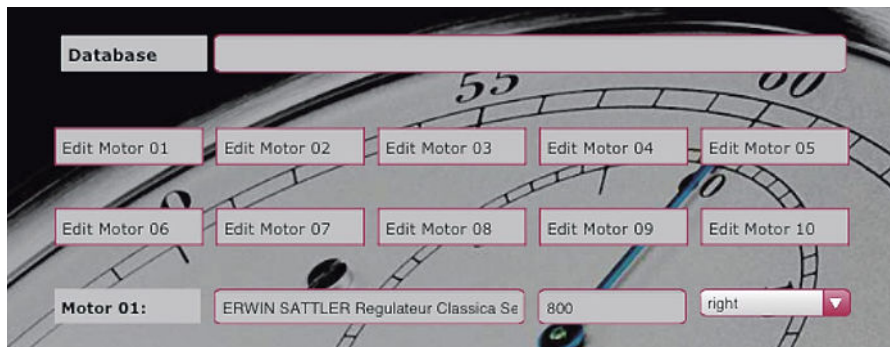 Database
55
60
Edit Motor 01
Edit Motor 02
Edit Motor 03
Edit Motor 04
Edit Motor 05
0
Edit Motor 06
Edit Motor 07
Edit Motor 08
Edit Motor 09
Edit Motor 10
Motor 01:
ERWIN SATTLER Regulateur Classica Se
800
right